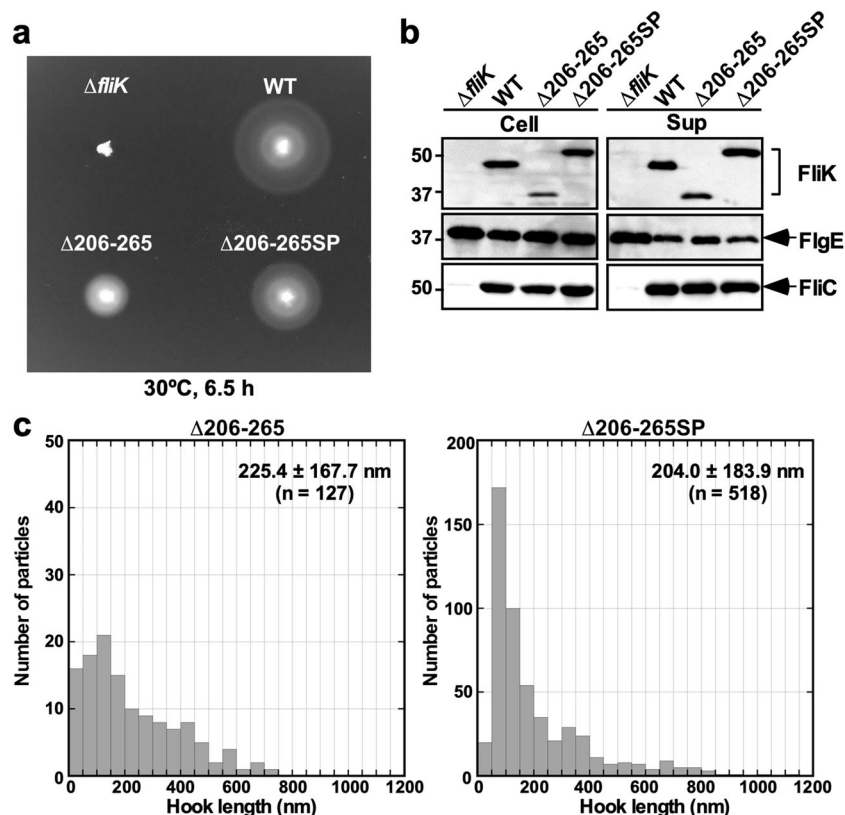 a
ΔfliK
WT
Δ206-265
Δ206-265SP
30ºC, 6.5 h
b
ΔfliK
WT
Δ206-265
Δ206-265SP
ΔfliK
WT
Δ206-265
Δ206-265SP
Cell
Sup
50
37
50
37
FliK
37
FlgE
50
50
FliC
c
Δ206-265
225.4 ± 167.7 nm
(n = 127)
Number of particles
50
40
30
20
10
0
0
200
400
600
800
1000
1200
Hook length (nm)
Δ206-265SP
204.0 ± 183.9 nm
(n = 518)
Number of particles
200
150
100
50
0
0
200
400
600
800
1000
1200
Hook length (nm)